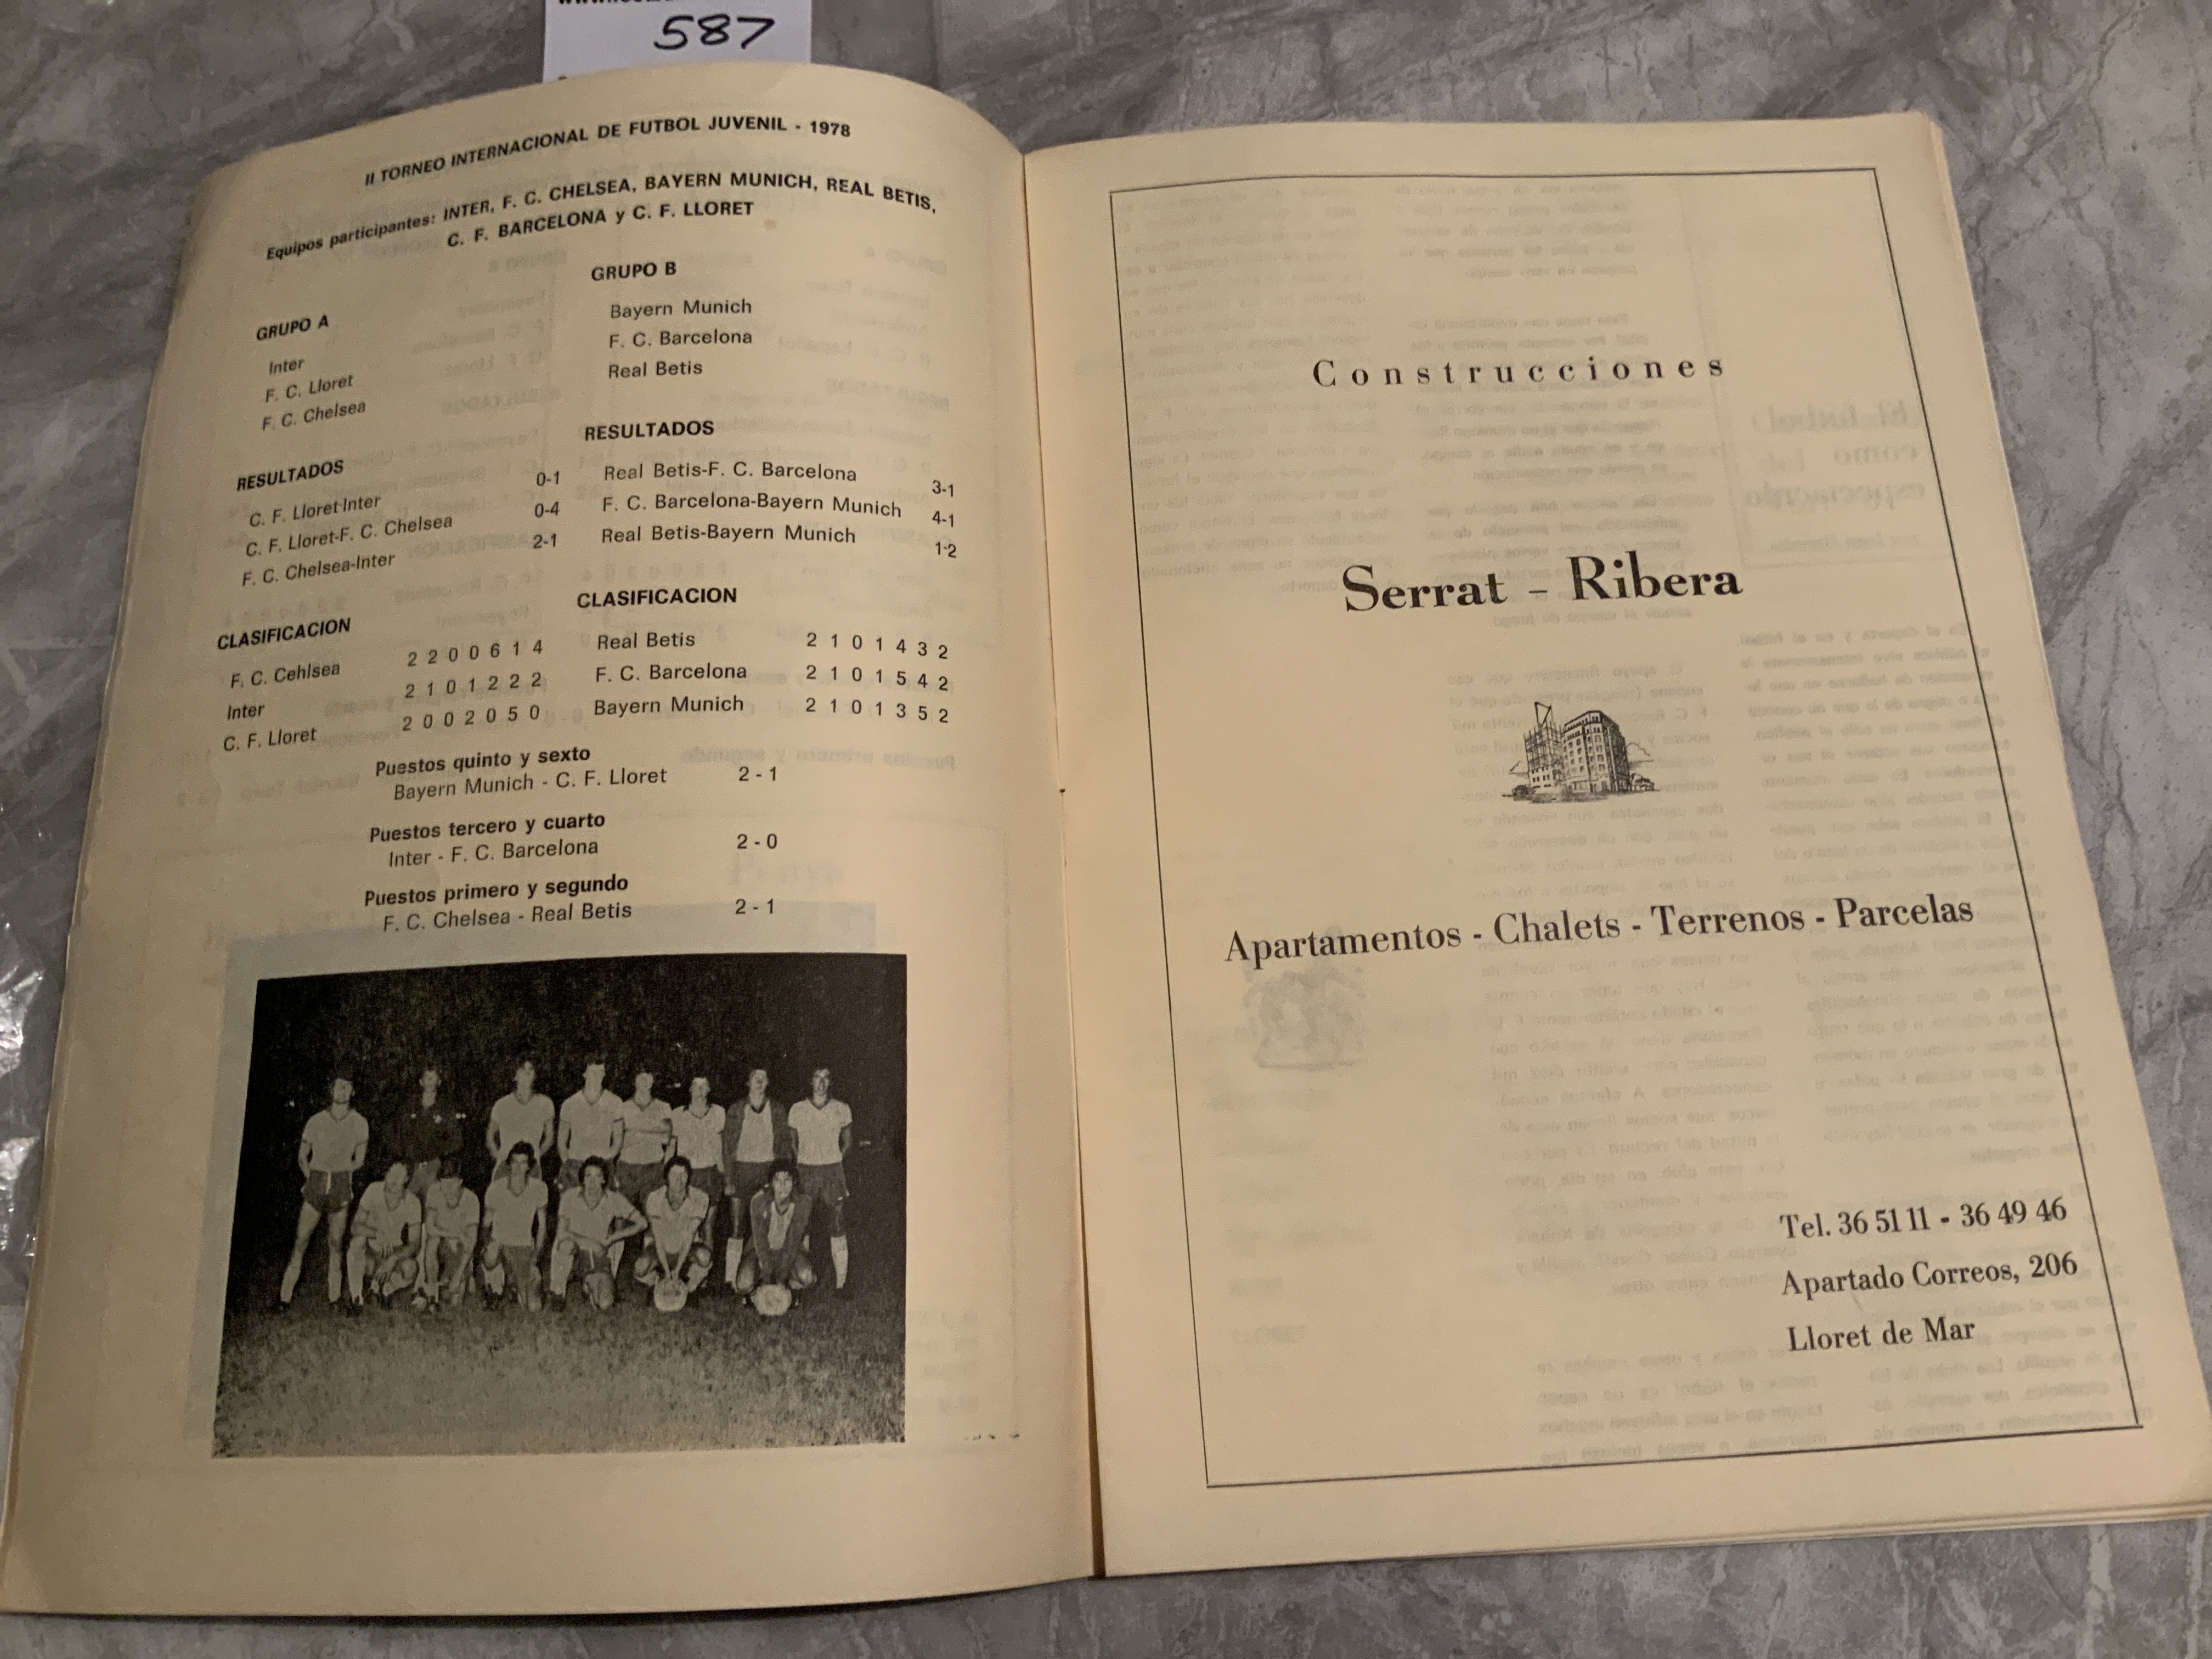 587
II TORNEO INTERNACIONAL DE FUTBOL JUVENIL - 1978
Equipos participantes: INTER, F. C. CHELSEA, BAYERN MUNICH, REAL BETIS,
C. F. BARCELONA y C. F. LLORET
GRUPO A
Inter
F. C. Lloret
F. C. Chelsea
RESULTADOS
C. F. Lloret-Inter 0-1
C. F. Lloret-F. C. Chelsea 0-4
F. C. Chelsea-Inter 2-1
CLASIFICACION
F. C. Cehlsea 2 2 0 0 6 1 4
Inter 2 1 0 1 2 2 2
C. F. Lloret 2 0 0 2 0 5 0
GRUPO B
Bayern Munich
F. C. Barcelona
Real Betis
RESULTADOS
Real Betis-F. C. Barcelona 3-1
F. C. Barcelona-Bayern Munich 4-1
Real Betis-Bayern Munich 1-2
CLASIFICACION
Real Betis 2 1 0 1 4 3 2
F. C. Barcelona 2 1 0 1 5 4 2
Bayern Munich 2 1 0 1 3 5 2
Puestos quinto y sexto
Bayern Munich - C. F. Lloret 2 - 1
Puestos tercero y cuarto
Inter - F. C. Barcelona 2 - 0
Puestos primero y segundo
F. C. Chelsea - Real Betis 2 - 1
Construcciones
Serrat - Ribera
Apartamentos - Chalets - Terrenos - Parcelas
Tel. 36 51 11 - 36 49 46
Apartado Correos, 206
Lloret de Mar